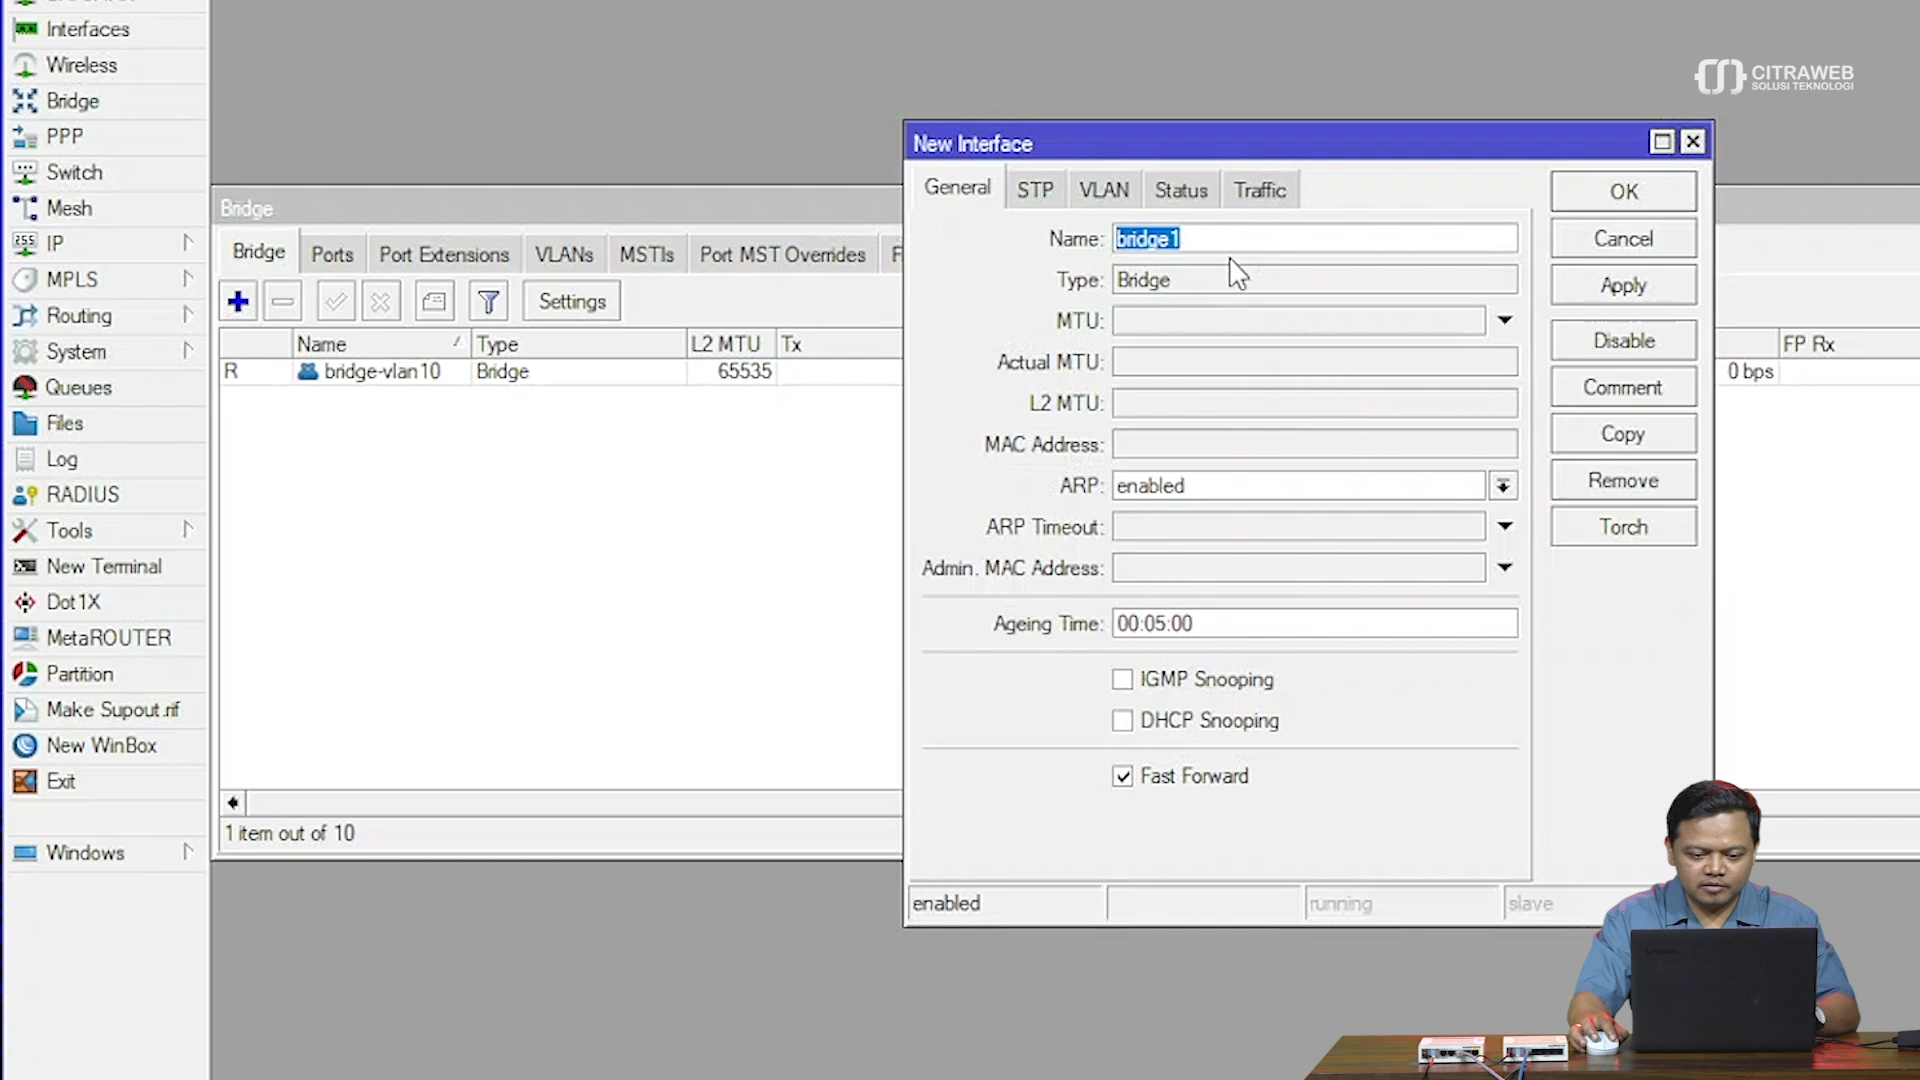 Interfaces
Wireless
Bridge
PPP
Switch
Mesh
255 IP
MPLS
Routing
System
Queues
Files
Log
RADIUS
Tools
New Terminal
Dot1X
MetaROUTER
Partition
Make Supout.rif
New WinBox
Exit
Windows
Bridge
Bridge Ports Port Extensions VLANs MSTIs Port MST Overrides
Settings
Name Type L2 MTU Tx
R bridge-vlan10 Bridge 65535
1 item out of 10
FP Rx
0 bps
New Interface
General STP VLAN Status Traffic
Name: bridge1
Type: Bridge
MTU:
Actual MTU:
L2 MTU:
MAC Address:
ARP: enabled
ARP Timeout:
Admin. MAC Address:
Ageing Time: 00:05:00
IGMP Snooping
DHCP Snooping
Fast Forward
enabled running slave
OK
Cancel
Apply
Disable
Comment
Copy
Remove
Torch
CITRAWEB
SOLUSI TEKNOLOGI